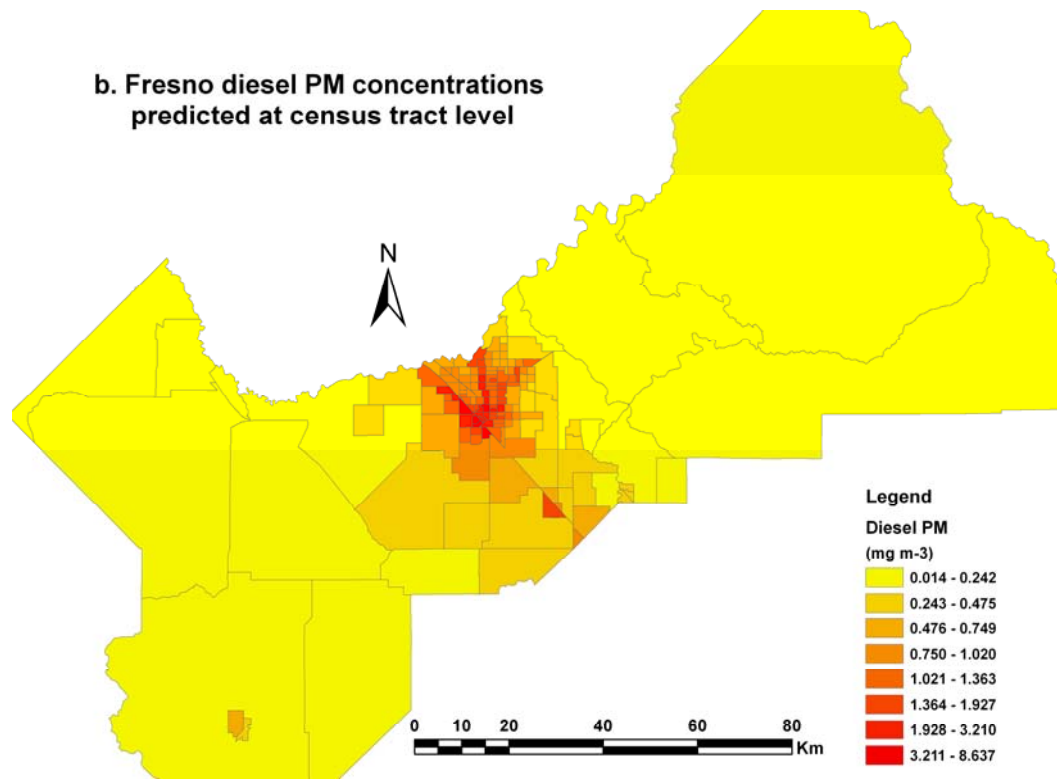 b. Fresno diesel PM concentrations
predicted at census tract level
N
Legend
Diesel PM
(mg m-3)
0.014 - 0.242
0.243 - 0.475
0.476 - 0.749
0.750 - 1.020
1.021 - 1.363
1.364 - 1.927
1.928 - 3.210
3.211 - 8.637
0 10 20 40 60 80
Km